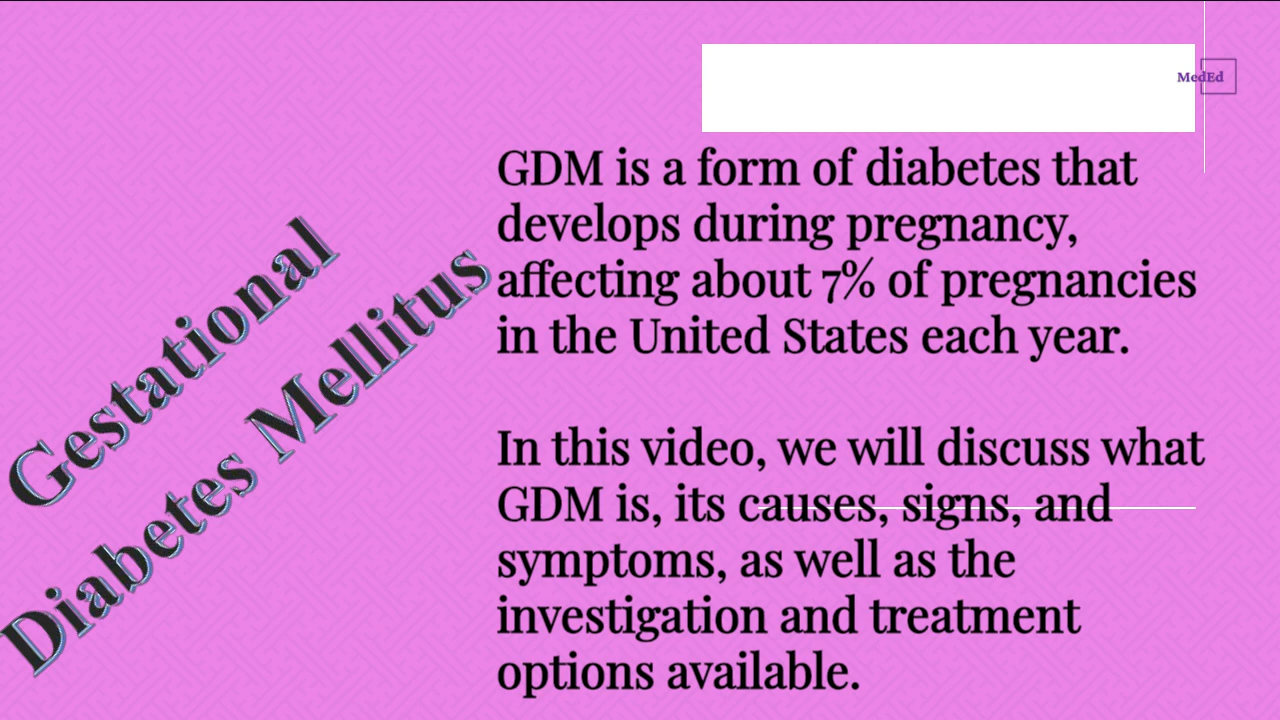 MedEd
Gestational
Diabetes Mellitus
GDM is a form of diabetes that
develops during pregnancy,
affecting about 7% of pregnancies
in the United States each year.
In this video, we will discuss what
GDM is, its causes, signs, and
symptoms, as well as the
investigation and treatment
options available.